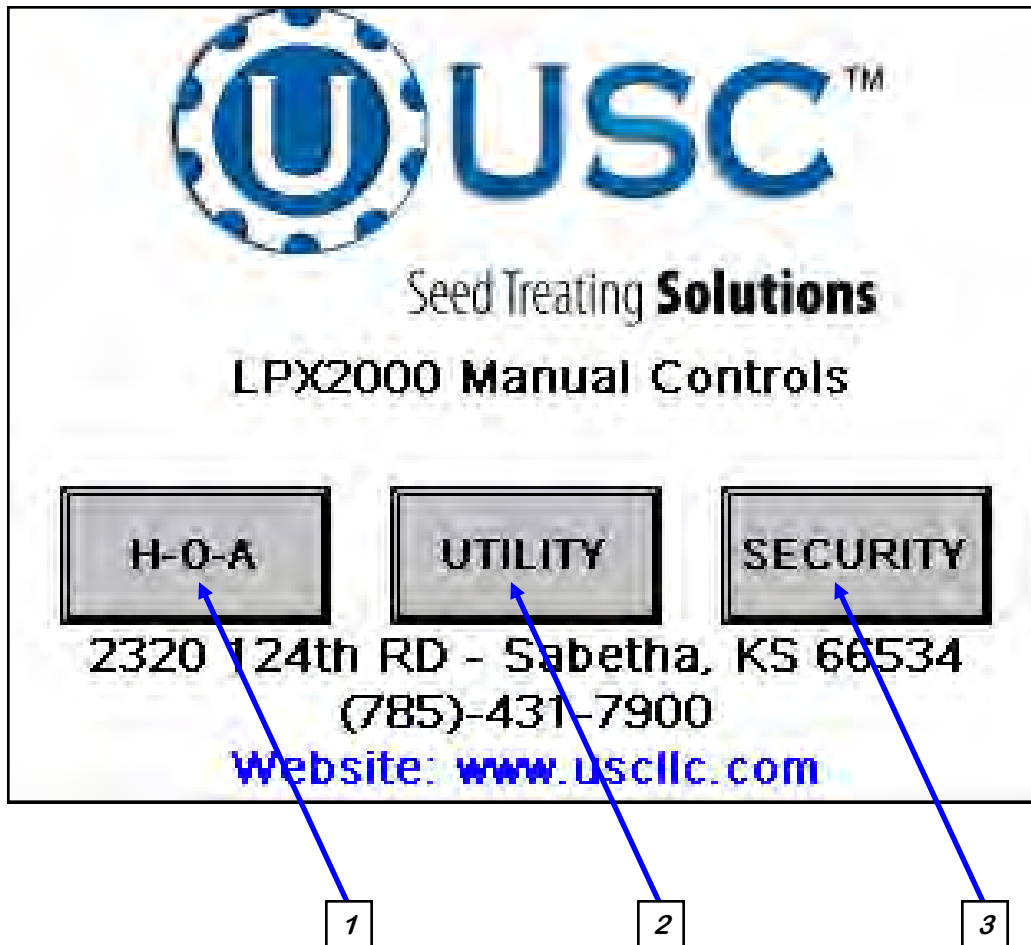 U USC™
Seed Treating Solutions
LPX2000 Manual Controls
H-O-A UTILITY SECURITY
2320 124th RD - Sabetha, KS 66534
(785)-431-7900
Website: www.uscllc.com
1 2 3